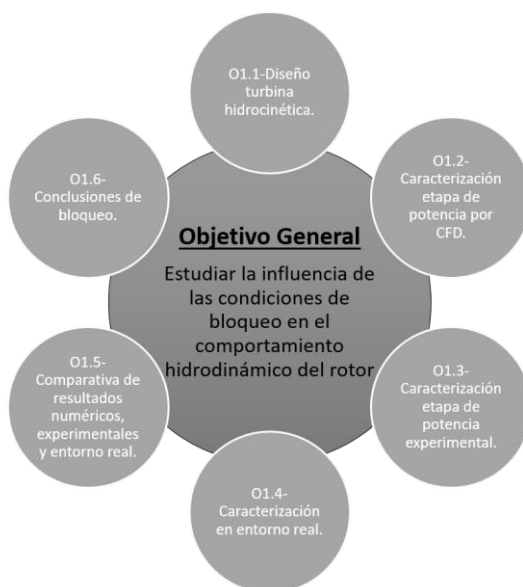 O1.1-Diseño
turbina
hidrocinética.
O1.2-
Caracterización
etapa de
potencia por
CFD.
O1.3-
Caracterización
etapa de
potencia
experimental.
O1.4-
Caracterización
en entorno real.
O1.5-
Comparativa de
resultados
numéricos,
experimentales
y entorno real.
O1.6-
Conclusiones de
bloqueo.
Objetivo General
Estudiar la influencia de
las condiciones de
bloqueo en el
comportamiento
hidrodinámico del rotor